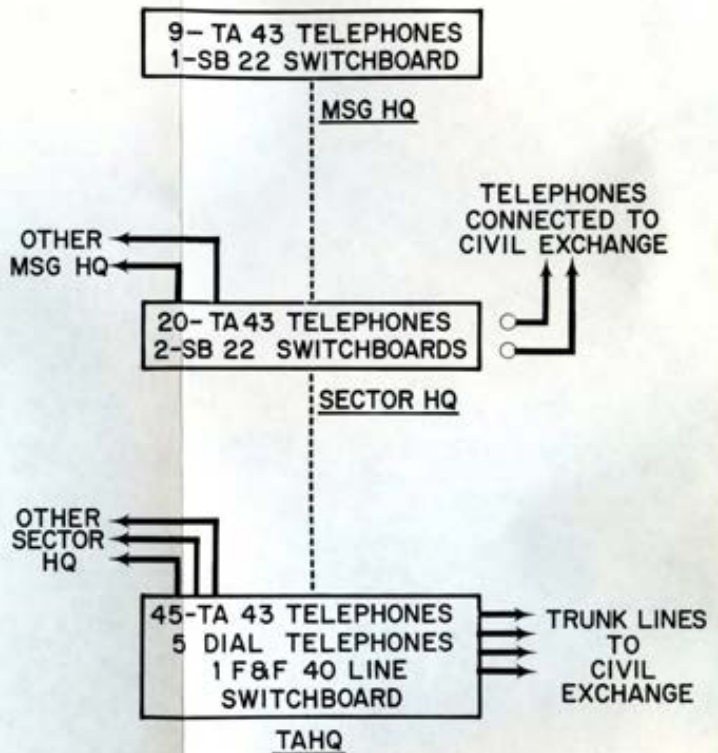 9- TA 43 TELEPHONES
1-SB 22 SWITCHBOARD
MSG HQ
TELEPHONES
CONNECTED TO
CIVIL EXCHANGE
OTHER
MSG HQ
20- TA 43 TELEPHONES
2-SB 22 SWITCHBOARDS
SECTOR HQ
OTHER
SECTOR
HQ
45-TA 43 TELEPHONES
5 DIAL TELEPHONES
1 F&F 40 LINE
SWITCHBOARD
TRUNK LINES
TO
CIVIL
EXCHANGE
TAHQ